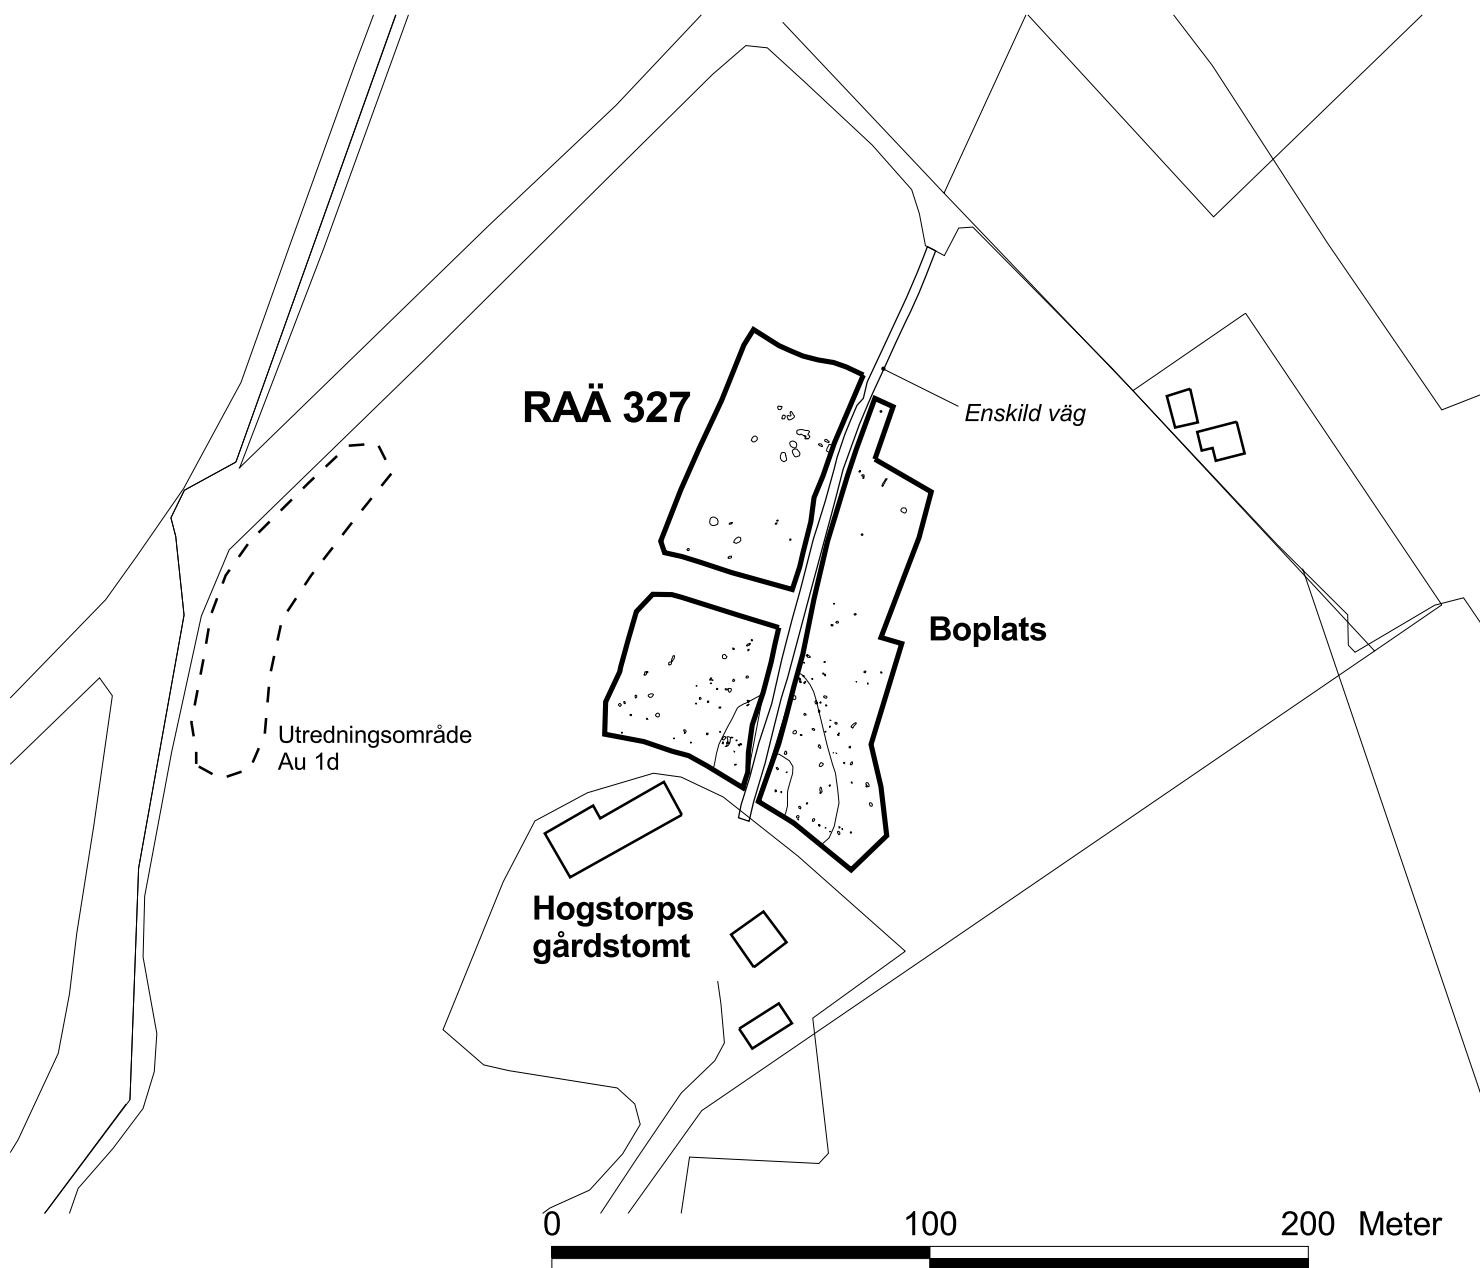 RAÄ 327
Enskild väg
Boplats
Utredningsområde
Au 1d
Hogstorps
gårdstomt
0 100 200 Meter